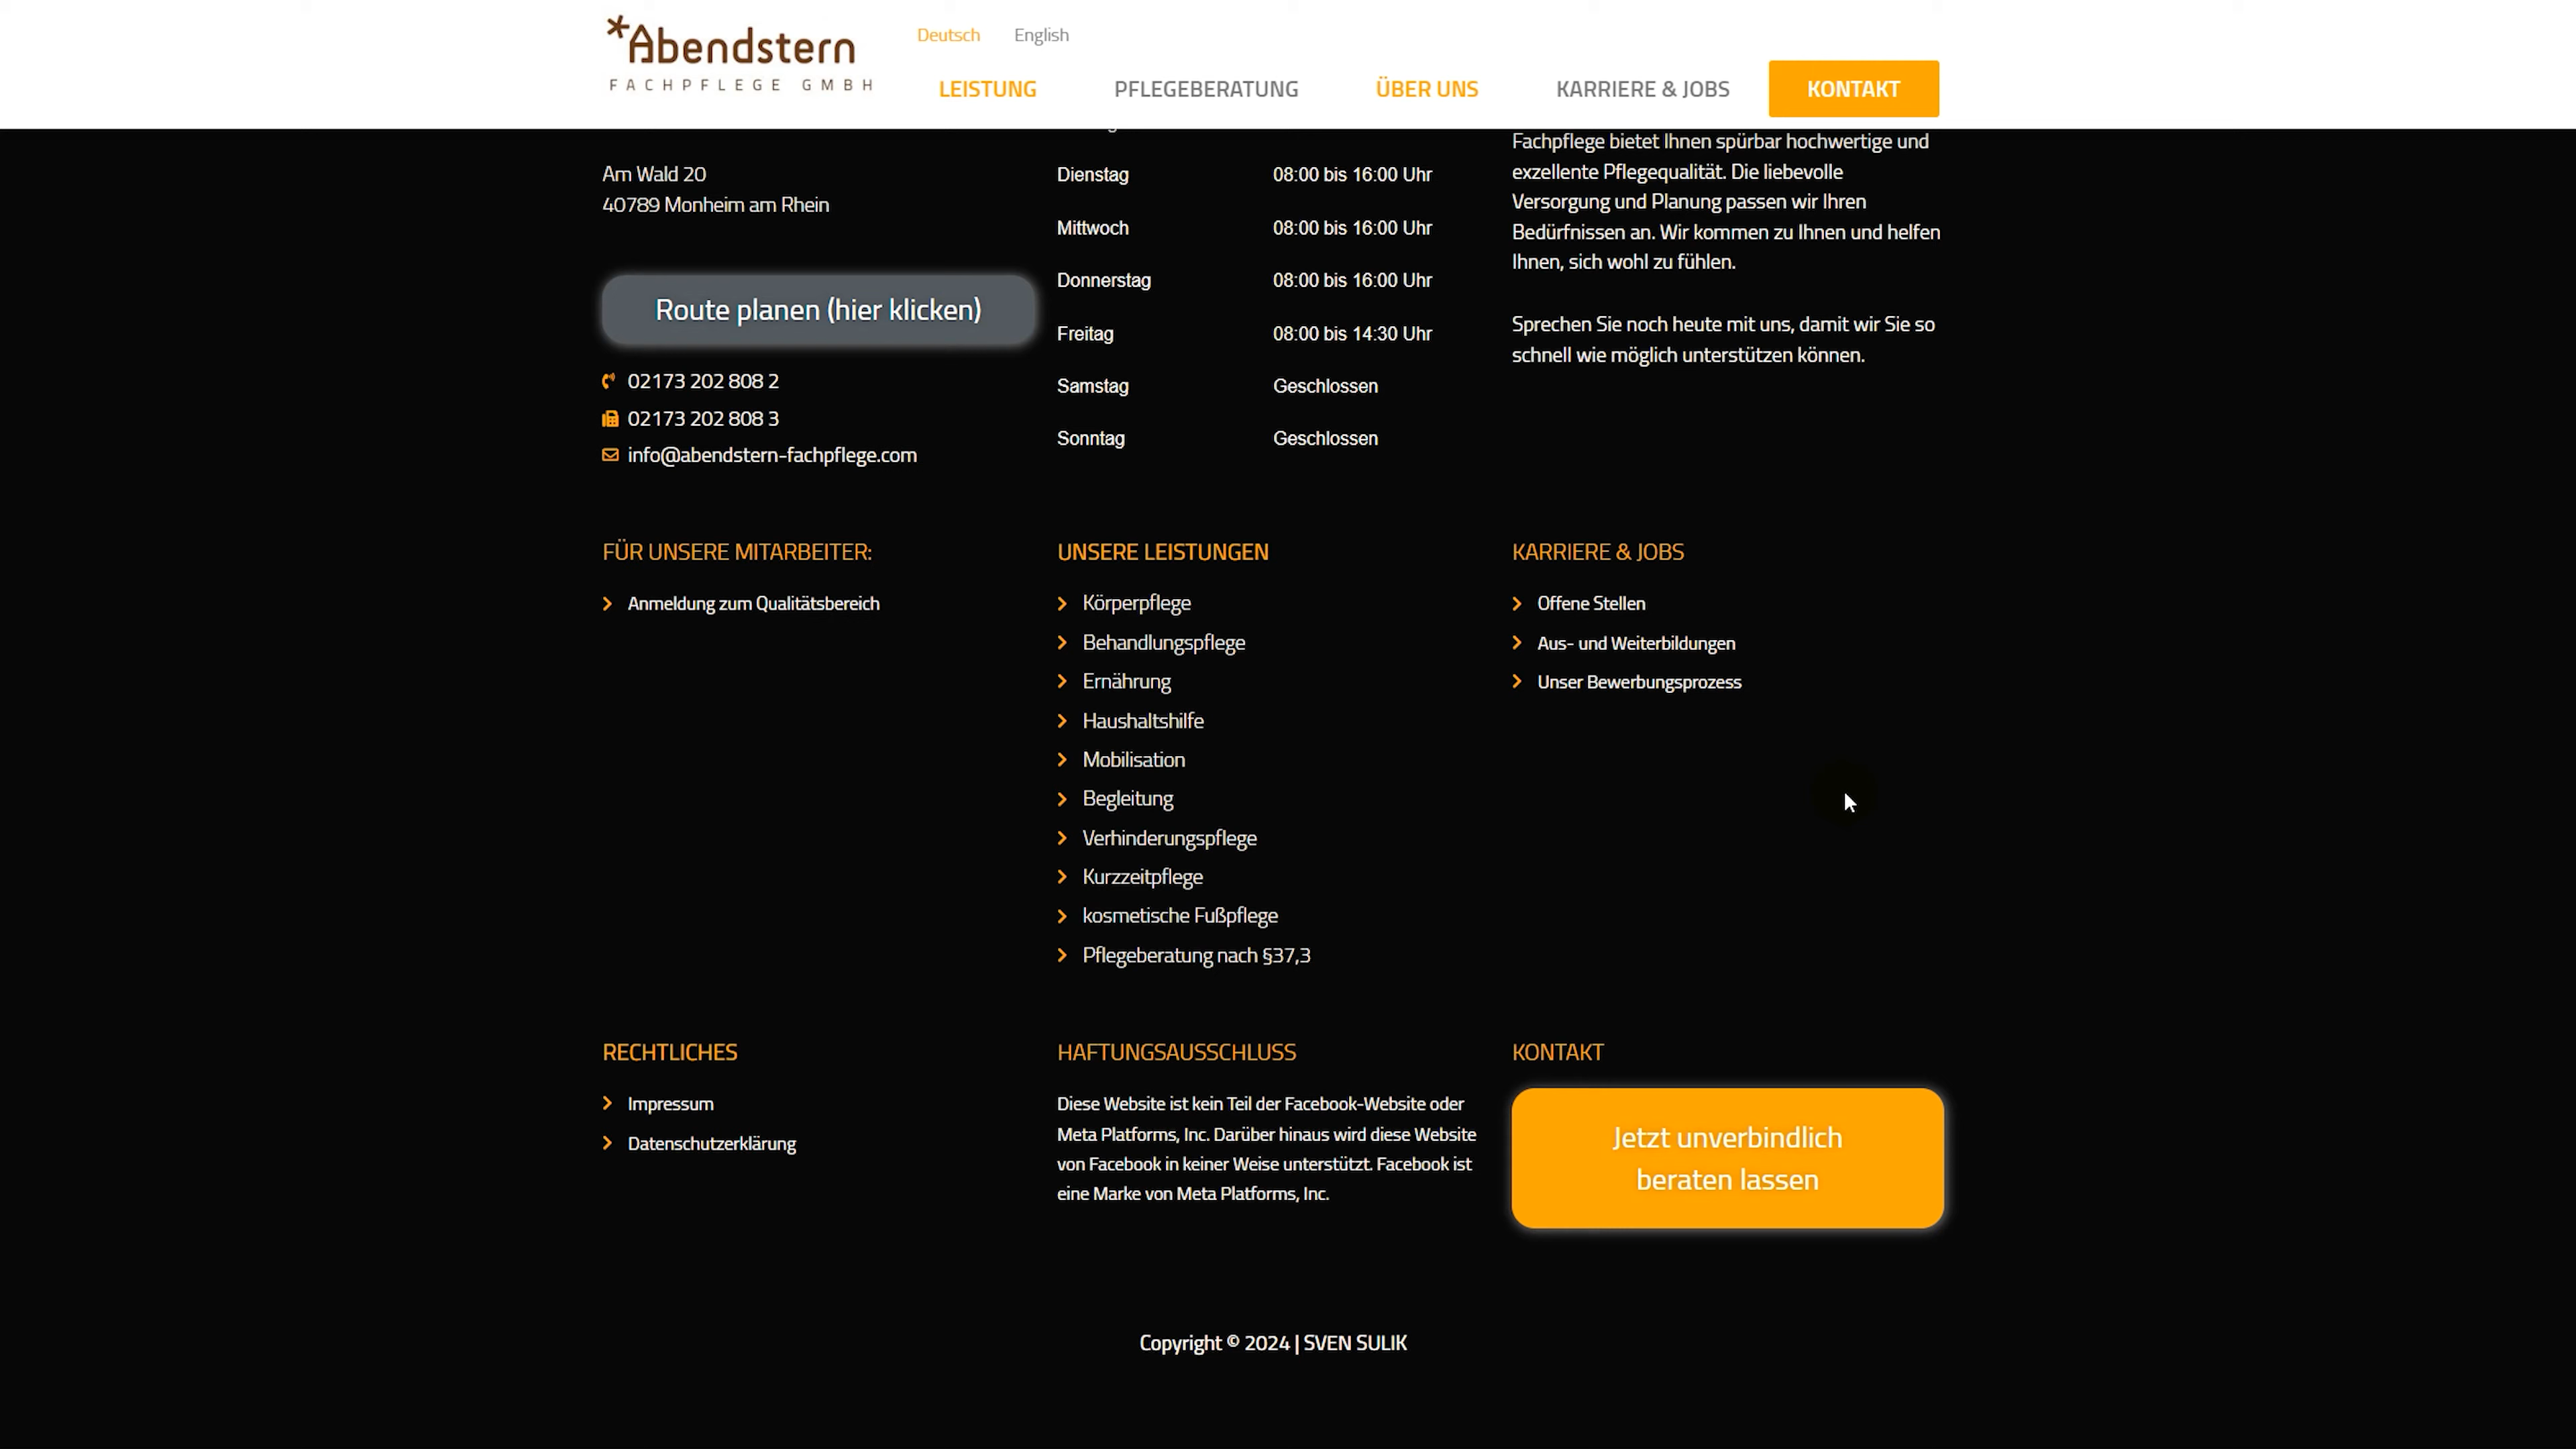 *Abendstern
FACHPFLEGE GMBH
Deutsch English
LEISTUNG PFLEGEBERATUNG ÜBER UNS KARRIERE & JOBS KONTAKT
Am Wald 20
40789 Monheim am Rhein
Route planen (hier klicken)
02173 202 808 2
02173 202 808 3
info@abendstern-fachpflege.com
Dienstag 08:00 bis 16:00 Uhr
Mittwoch 08:00 bis 16:00 Uhr
Donnerstag 08:00 bis 16:00 Uhr
Freitag 08:00 bis 14:30 Uhr
Samstag Geschlossen
Sonntag Geschlossen
Fachpflege bietet Ihnen spürbar hochwertige und
exzellente Pflegequalität. Die liebevolle
Versorgung und Planung passen wir Ihren
Bedürfnissen an. Wir kommen zu Ihnen und helfen
Ihnen, sich wohl zu fühlen.
Sprechen Sie noch heute mit uns, damit wir Sie so
schnell wie möglich unterstützen können.
FÜR UNSERE MITARBEITER:
Anmeldung zum Qualitätsbereich
UNSERE LEISTUNGEN
Körperpflege
Behandlungspflege
Ernährung
Haushaltshilfe
Mobilisation
Begleitung
Verhinderungspflege
Kurzzeitpflege
kosmetische Fußpflege
Pflegeberatung nach §37,3
KARRIERE & JOBS
Offene Stellen
Aus- und Weiterbildungen
Unser Bewerbungsprozess
RECHTLICHES
Impressum
Datenschutzerklärung
HAFTUNGSAUSSCHLUSS
Diese Website ist kein Teil der Facebook-Website oder
Meta Platforms, Inc. Darüber hinaus wird diese Website
von Facebook in keiner Weise unterstützt. Facebook ist
eine Marke von Meta Platforms, Inc.
KONTAKT
Jetzt unverbindlich
beraten lassen
Copyright © 2024 | SVEN SULIK